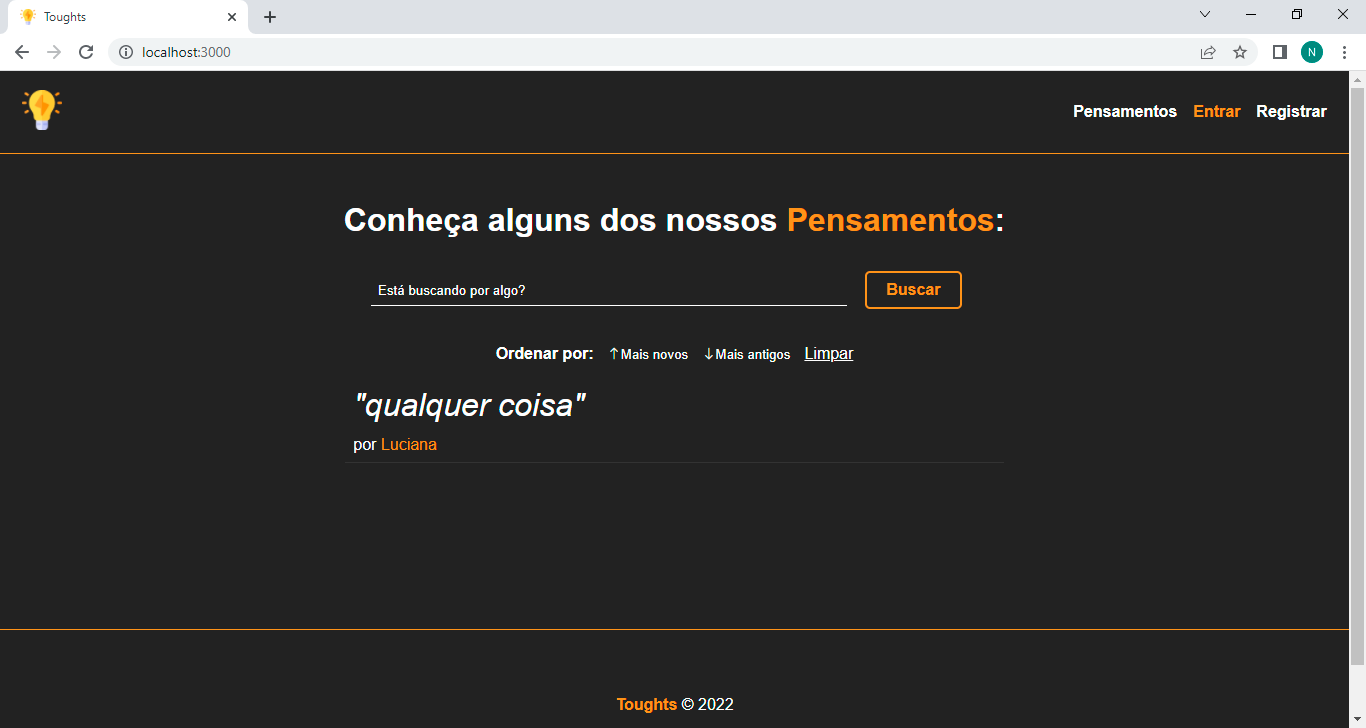 Toughts
localhost:3000
N
Pensamentos Entrar Registrar
Conheça alguns dos nossos Pensamentos:
Está buscando por algo? Buscar
Ordenar por: ↑Mais novos ↓Mais antigos Limpar
"qualquer coisa"
por Luciana
Toughts © 2022